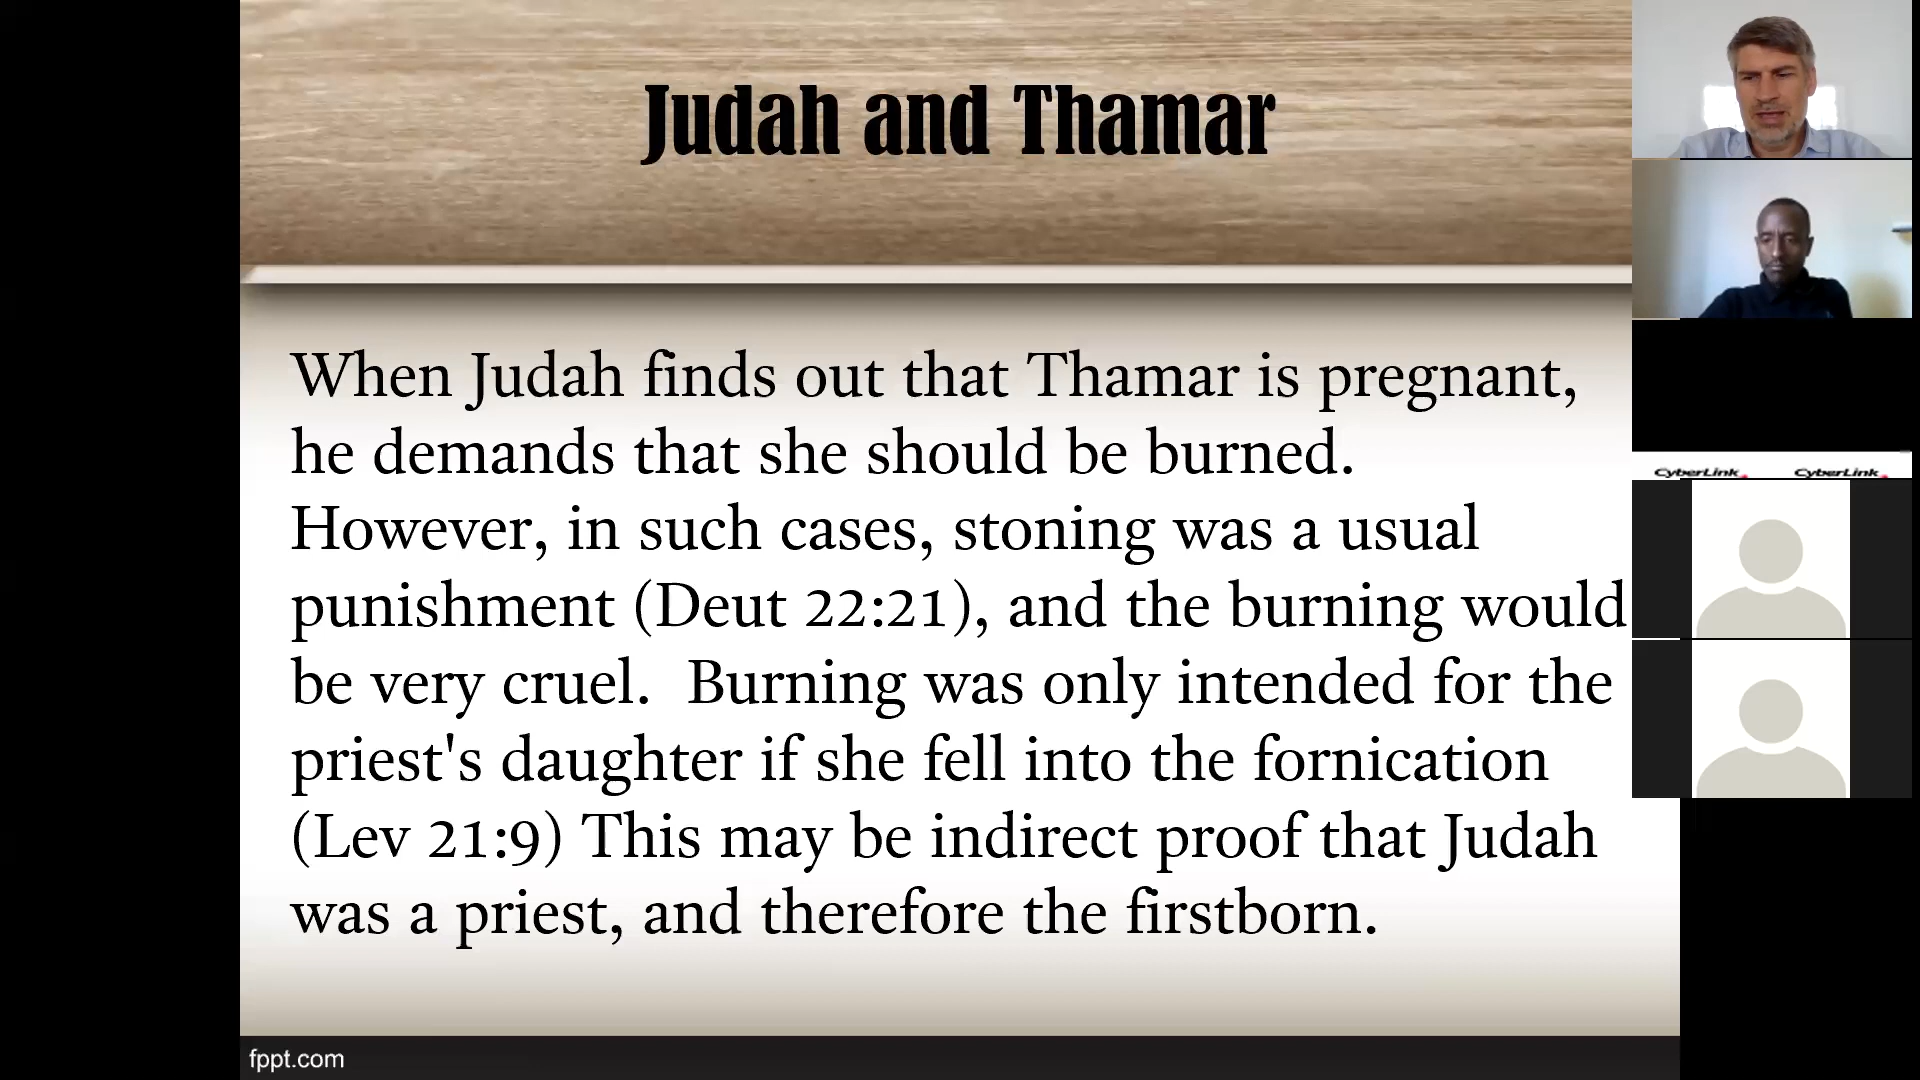 Judah and Thamar
When Judah finds out that Thamar is pregnant,
he demands that she should be burned.
However, in such cases, stoning was a usual
punishment (Deut 22:21), and the burning would
be very cruel.  Burning was only intended for the
priest's daughter if she fell into the fornication
(Lev 21:9) This may be indirect proof that Judah
was a priest, and therefore the firstborn.
CyberLink CyberLink
fppt.com